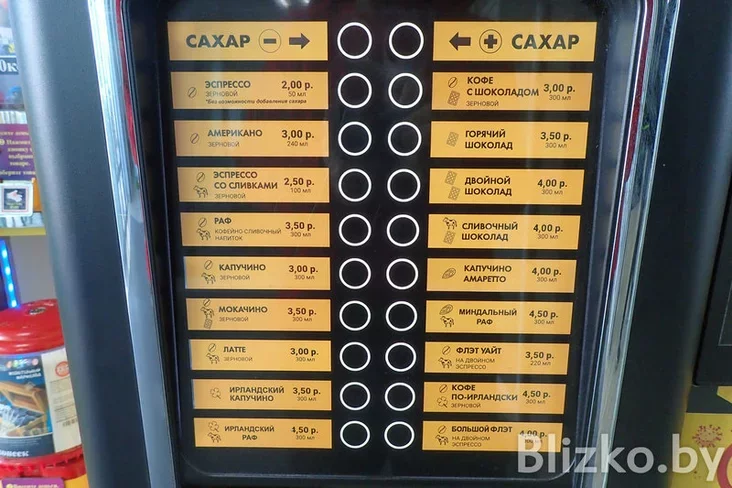 САХАР − →
← + САХАР
ЭСПРЕССО 2,00 р.
ЗЕРНОВОЙ 50 мл
*Без возможности добавления сахара
АМЕРИКАНО 3,00 р.
ЗЕРНОВОЙ 240 мл
ЭСПРЕССО
СО СЛИВКАМИ 2,50 р.
ЗЕРНОВОЙ 100 мл
РАФ 3,50 р.
КОФЕЙНО-СЛИВОЧНЫЙ 300 мл
НАПИТОК
КАПУЧИНО 3,00 р.
ЗЕРНОВОЙ 300 мл
МОКАЧИНО 3,50 р.
ЗЕРНОВОЙ 300 мл
ЛАТТЕ 3,00 р.
ЗЕРНОВОЙ 300 мл
ИРЛАНДСКИЙ 3,50 р.
КАПУЧИНО 300 мл
ИРЛАНДСКИЙ 4,50 р.
РАФ 300 мл
КОФЕ
С ШОКОЛАДОМ 3,00 р.
ЗЕРНОВОЙ 300 мл
ГОРЯЧИЙ 3,50 р.
ШОКОЛАД 300 мл
ДВОЙНОЙ 4,00 р.
ШОКОЛАД 300 мл
СЛИВОЧНЫЙ 4,00 р.
ШОКОЛАД 300 мл
КАПУЧИНО 4,00 р.
АМАРЕТТО 300 мл
МИНДАЛЬНЫЙ 4,50 р.
РАФ 300 мл
ФЛЭТ УАЙТ 3,50 р.
НА ДВОЙНОМ 220 мл
ЭСПРЕССО
КОФЕ
ПО-ИРЛАНДСКИ 4,50 р.
ЗЕРНОВОЙ 300 мл
БОЛЬШОЙ ФЛЭТ 4,00 р.
НА ДВОЙНОМ
ЭСПРЕССО
Blizko.by